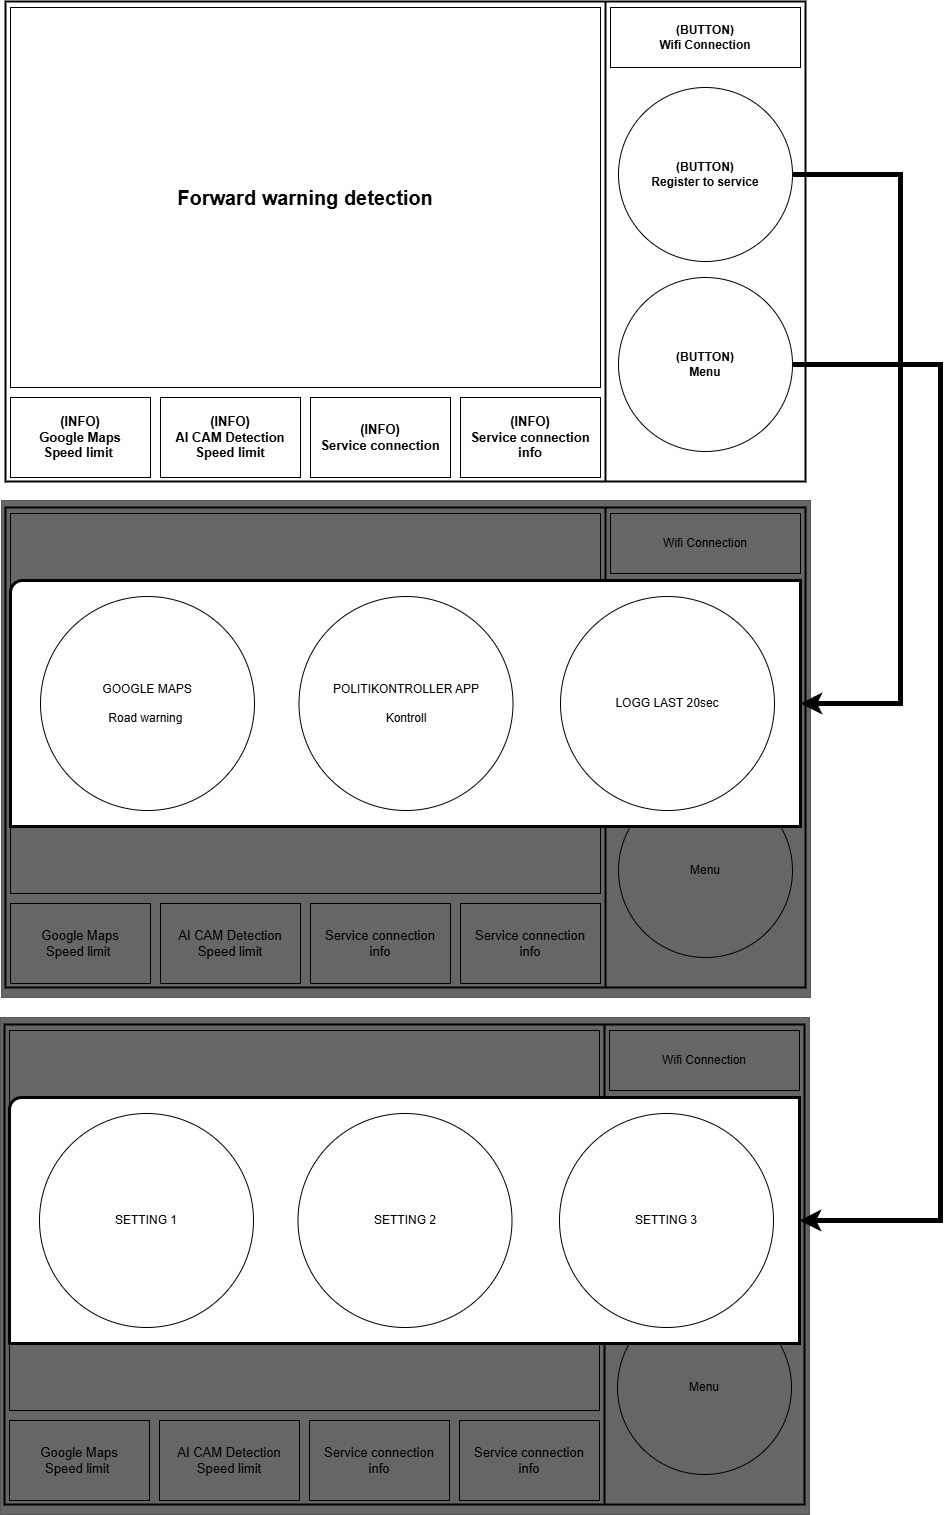 (BUTTON)
Wifi Connection
Forward warning detection
(BUTTON)
Register to service
(BUTTON)
Menu
(INFO)
Google Maps
Speed limit
(INFO)
AI CAM Detection
Speed limit
(INFO)
Service connection
(INFO)
Service connection
info
Wifi Connection
GOOGLE MAPS
Road warning
POLITIKONTROLLER APP
Kontroll
LOGG LAST 20sec
Menu
Google Maps
Speed limit
AI CAM Detection
Speed limit
Service connection
info
Service connection
info
Wifi Connection
SETTING 1
SETTING 2
SETTING 3
Menu
Google Maps
Speed limit
AI CAM Detection
Speed limit
Service connection
info
Service connection
info